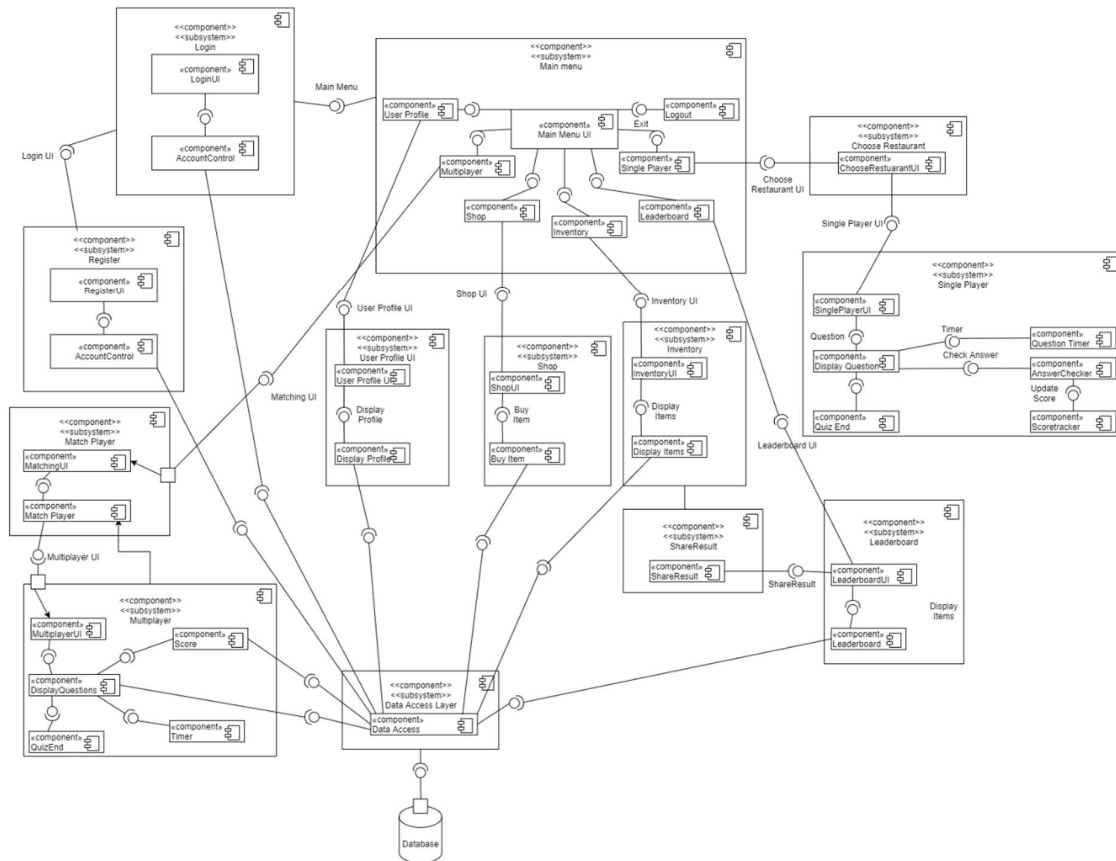 <<component>>
<<subsystem>>
Login
«component»
LoginUI
«component»
AccountControl
Main Menu
Login UI
<<component>>
<<subsystem>>
Main menu
«component»
User Profile
«component»
Main Menu UI
«component»
Logout
Exit
«component»
Multiplayer
«component»
Single Player
«component»
Shop
«component»
Inventory
«component»
Leaderboard
Choose
Restaurant UI
<<component>>
<<subsystem>>
Choose Restaurant
«component»
ChooseRestuarantUI
Single Player UI
<<component>>
<<subsystem>>
Register
«component»
RegisterUI
«component»
AccountControl
<<component>>
<<subsystem>>
Single Player
«component»
SinglePlayerUI
Question
Timer
«component»
Question Timer
«component»
Display Question
Check Answer
«component»
AnswerChecker
Update
Score
«component»
Quiz End
«component»
Scoretracker
User Profile UI
Shop UI
Inventory UI
Matching UI
<<component>>
<<subsystem>>
User Profile UI
«component»
User Profile UI
Display
Profile
«component»
Display Profile
<<component>>
<<subsystem>>
Shop
«component»
ShopUI
Buy
Item
«component»
Buy Item
<<component>>
<<subsystem>>
Inventory
«component»
InventoryUI
Display
Items
«component»
Display Items
Leaderboard UI
<<component>>
<<subsystem>>
Match Player
«component»
MatchingUI
«component»
Match Player
Multiplayer UI
<<component>>
<<subsystem>>
ShareResult
«component»
ShareResult
ShareResult
<<component>>
<<subsystem>>
Leaderboard
«component»
LeaderboardUI
Display
Items
«component»
Leaderboard
<<component>>
<<subsystem>>
Multiplayer
«component»
MultiplayerUI
«component»
Score
«component»
DisplayQuestions
«component»
QuizEnd
«component»
Timer
<<component>>
<<subsystem>>
Data Access Layer
«component»
Data Access
Database